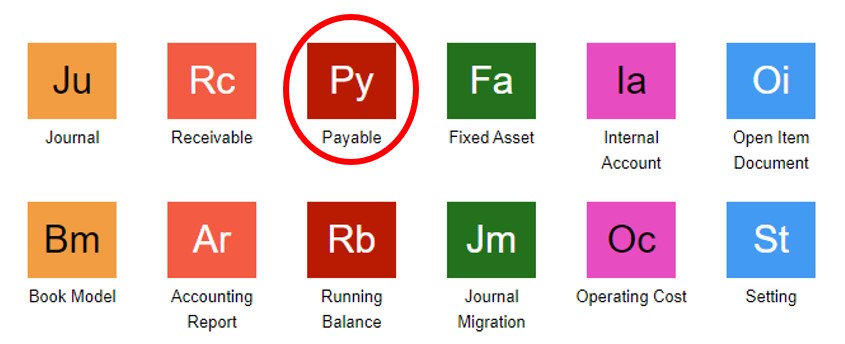 Ju Rc Py Fa Ia Oi
Journal Receivable Payable Fixed Asset Internal Open Item
Account Document
Bm Ar Rb Jm Oc St
Book Model Accounting Running Journal Operating Cost Setting
Report Balance Migration